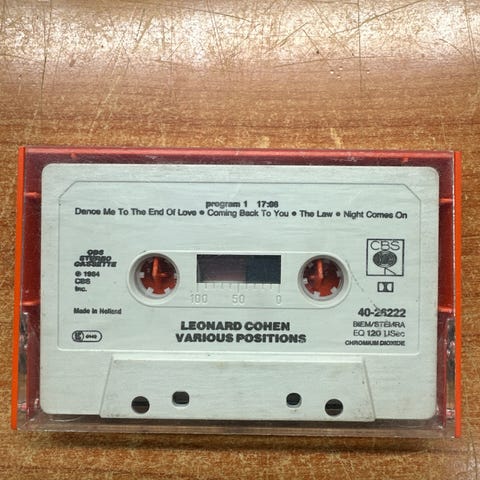 program 1 17:08
Dance Me To The End Of Love • Coming Back To You • The Law • Night Comes On
CBS
STEREO
CASSETTE
℗ 1984
CBS
Inc.
Made in Holland
CBS
100 50 0
40-26222
BIEM/STEMRA
EQ 120 µSec
CHROMIUM DIOXIDE
LEONARD COHEN
VARIOUS POSITIONS